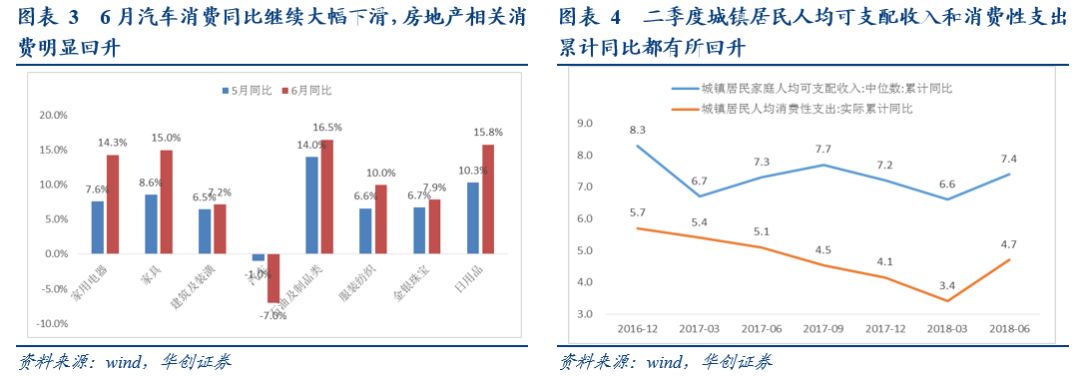 图表 3  6 月汽车消费同比继续大幅下滑，房地产相关消
费明显回升
5月同比 6月同比
20.0%
15.0%
10.0%
5.0%
0.0%
-5.0%
-10.0%
7.6% 14.3%
8.6% 15.0%
6.5% 7.2%
-1.0% -7.0%
14.0% 16.5%
6.6% 10.0%
6.7% 7.9%
10.3% 15.8%
家用电器 家具 建筑及装潢 汽车 石油及制品类 服装纺织 金银珠宝 日用品
资料来源：wind，华创证券
图表 4  二季度城镇居民人均可支配收入和消费性支出
累计同比都有所回升
城镇居民家庭人均可支配收入:中位数:累计同比
城镇居民人均消费性支出:实际累计同比
9.0
8.0
7.0
6.0
5.0
4.0
3.0
8.3 6.7 7.3 7.7 7.2 6.6 7.4
5.7 5.4 5.1 4.5 4.1 3.4 4.7
2016-12 2017-03 2017-06 2017-09 2017-12 2018-03 2018-06
资料来源：wind，华创证券